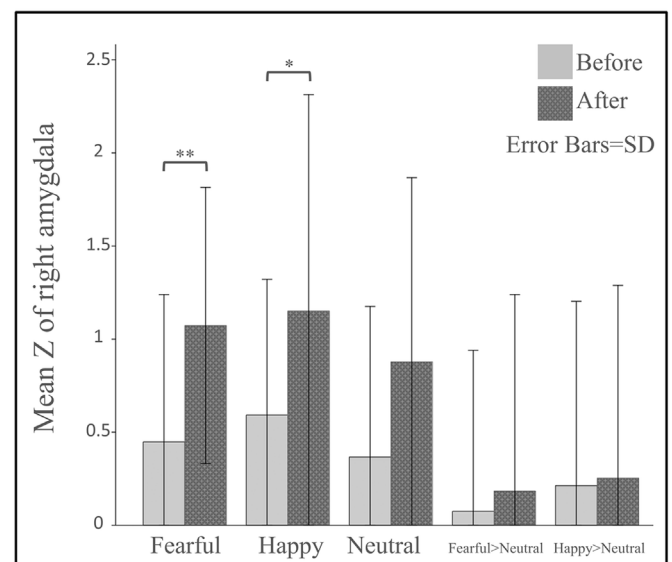 Mean Z of right amygdala
2.5
2
1.5
1
0.5
0
**
*
Before
After
Error Bars=SD
Fearful
Happy
Neutral
Fearful>Neutral
Happy>Neutral